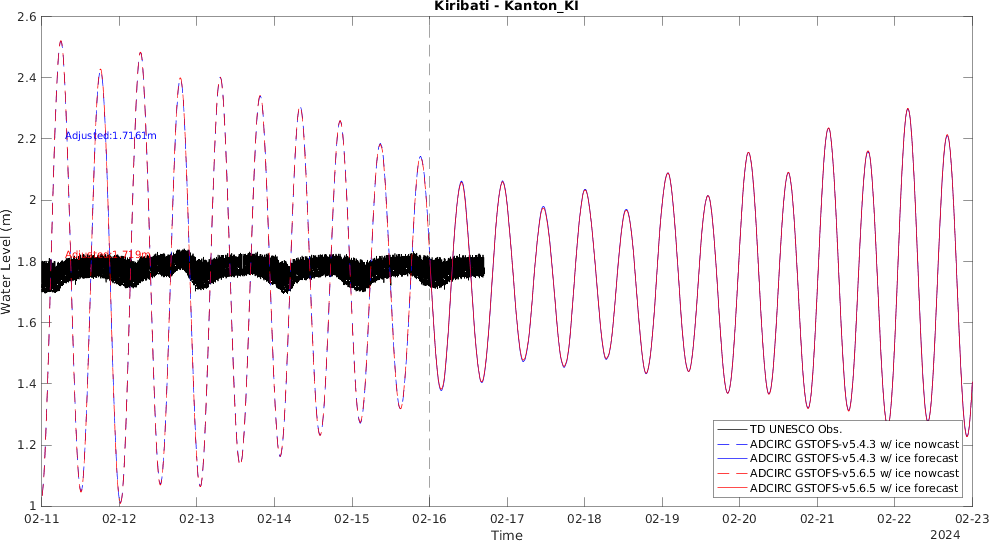 Kiribati - Kanton_KI
2.6
2.4
2.2
2
1.8
1.6
1.4
1.2
1
Water Level (m)
Adjusted:1.7161m
Adjusted:1.719m
TD UNESCO Obs.
ADCIRC GSTOFS-v5.4.3 w/ ice nowcast
ADCIRC GSTOFS-v5.4.3 w/ ice forecast
ADCIRC GSTOFS-v5.6.5 w/ ice nowcast
ADCIRC GSTOFS-v5.6.5 w/ ice forecast
02-11 02-12 02-13 02-14 02-15 02-16 02-17 02-18 02-19 02-20 02-21 02-22 02-23
Time
2024